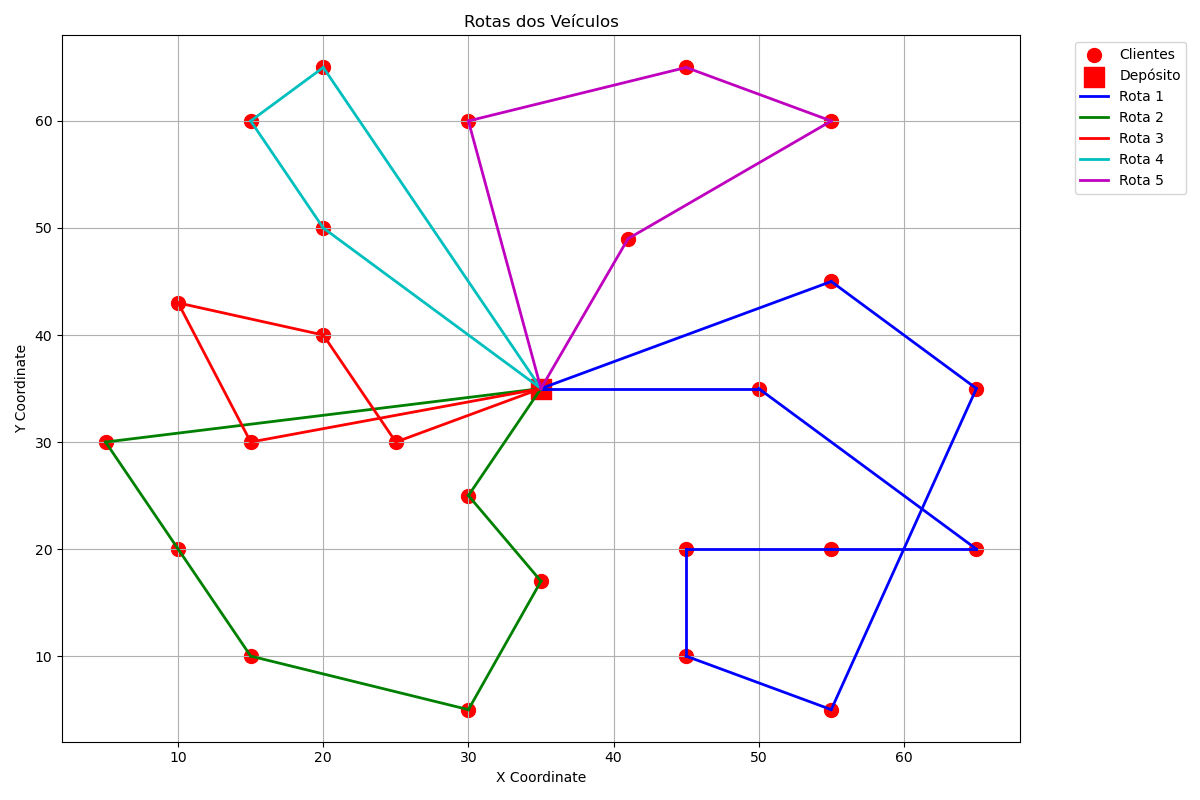 Rotas dos Veículos
Clientes
Depósito
Rota 1
Rota 2
Rota 3
Rota 4
Rota 5
Y Coordinate
60
50
40
30
20
10
10 20 30 40 50 60
X Coordinate